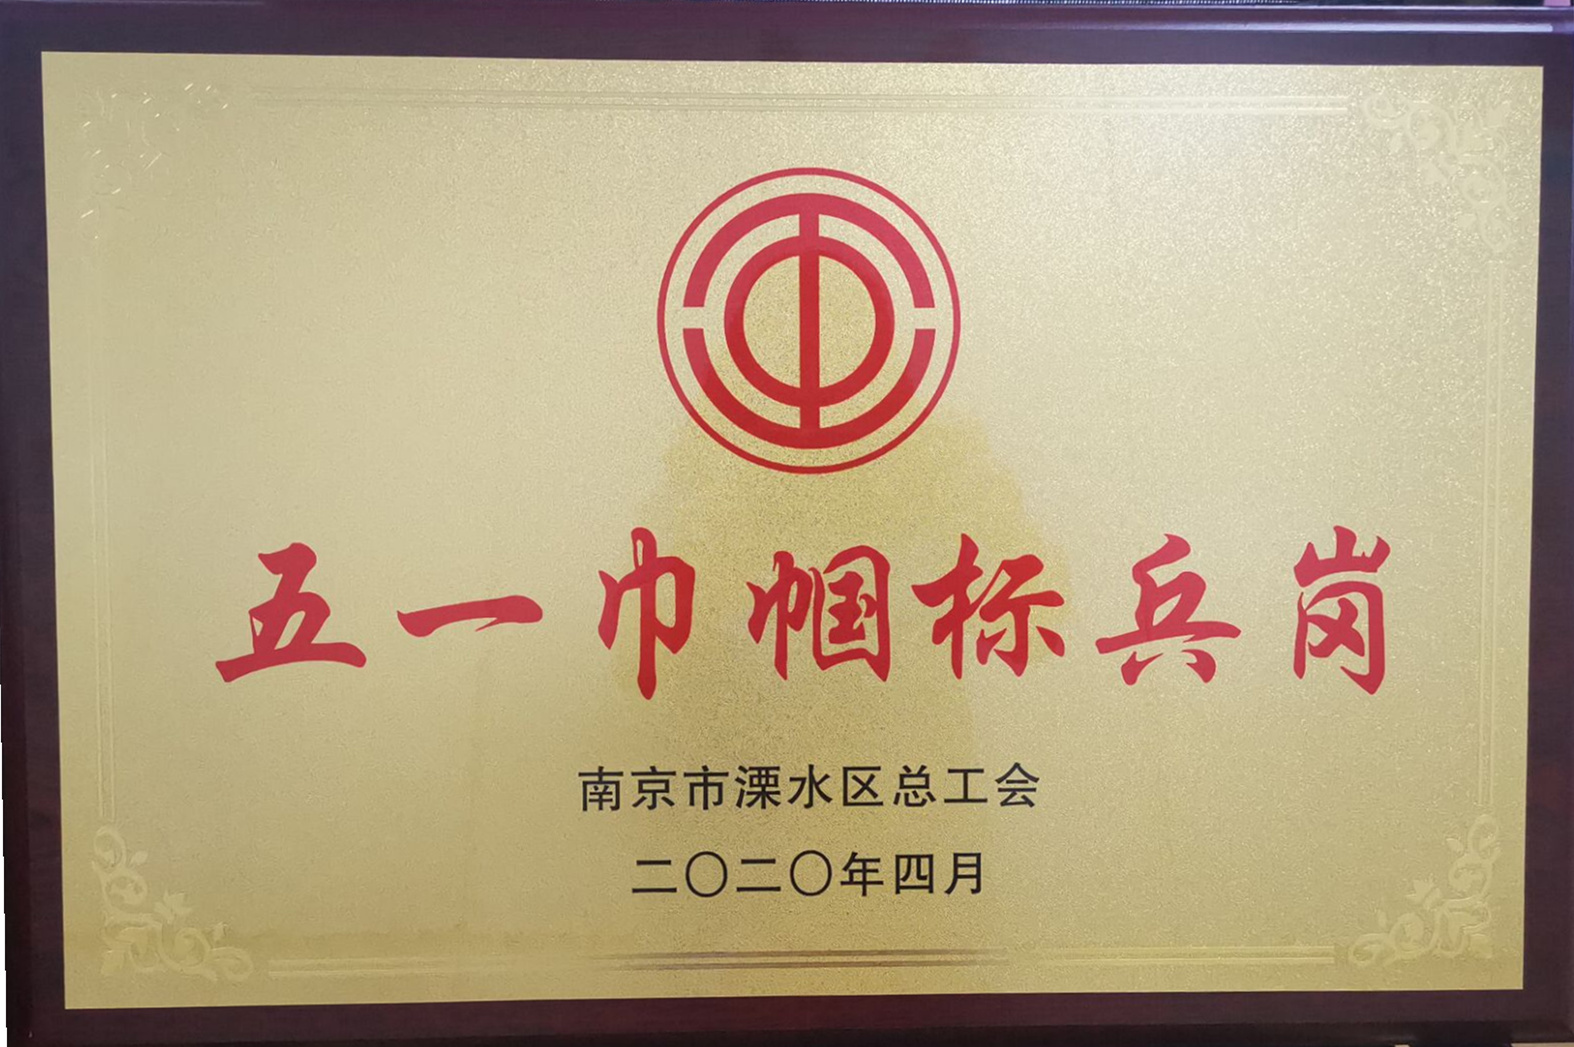 五一巾帼标兵岗
南京市溧水区总工会
二〇二〇年四月